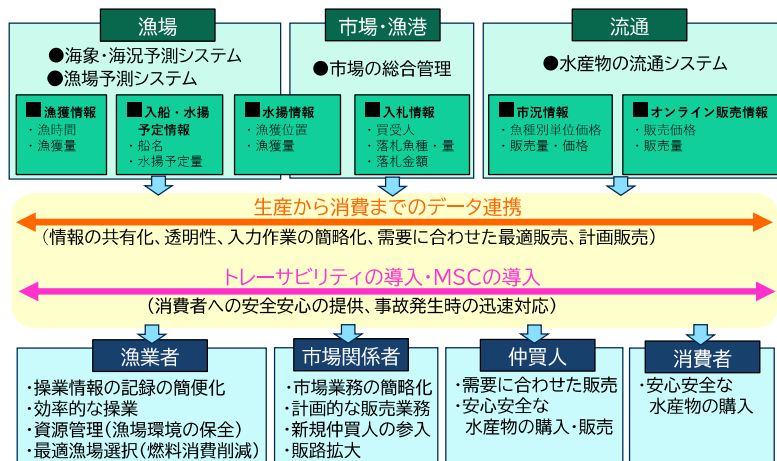 漁場
●海象・海況予測システム
●漁場予測システム
■漁獲情報
・漁時間
・漁獲量
■入船・水揚
予定情報
・船名
・水揚予定量
■水揚情報
・漁獲位置
・漁獲量
市場・漁港
●市場の総合管理
■入札情報
・買受人
・落札魚種・量
・落札金額
流通
●水産物の流通システム
■市況情報
・魚種別単位価格
・販売量・価格
■オンライン販売情報
・販売価格
・販売量
生産から消費までのデータ連携
(情報の共有化、透明性、入力作業の簡略化、需要に合わせた最適販売、計画販売)
トレーサビリティの導入・MSCの導入
(消費者への安全安心の提供、事故発生時の迅速対応)
漁業者
・操業情報の記録の簡便化
・効率的な操業
・資源管理(漁場環境の保全)
・最適漁場選択(燃料消費削減)
市場関係者
・市場業務の簡略化
・計画的な販売業務
・新規仲買人の参入
・販路拡大
仲買人
・需要に合わせた販売
・安心安全な
水産物の購入・販売
消費者
・安心安全な
水産物の購入